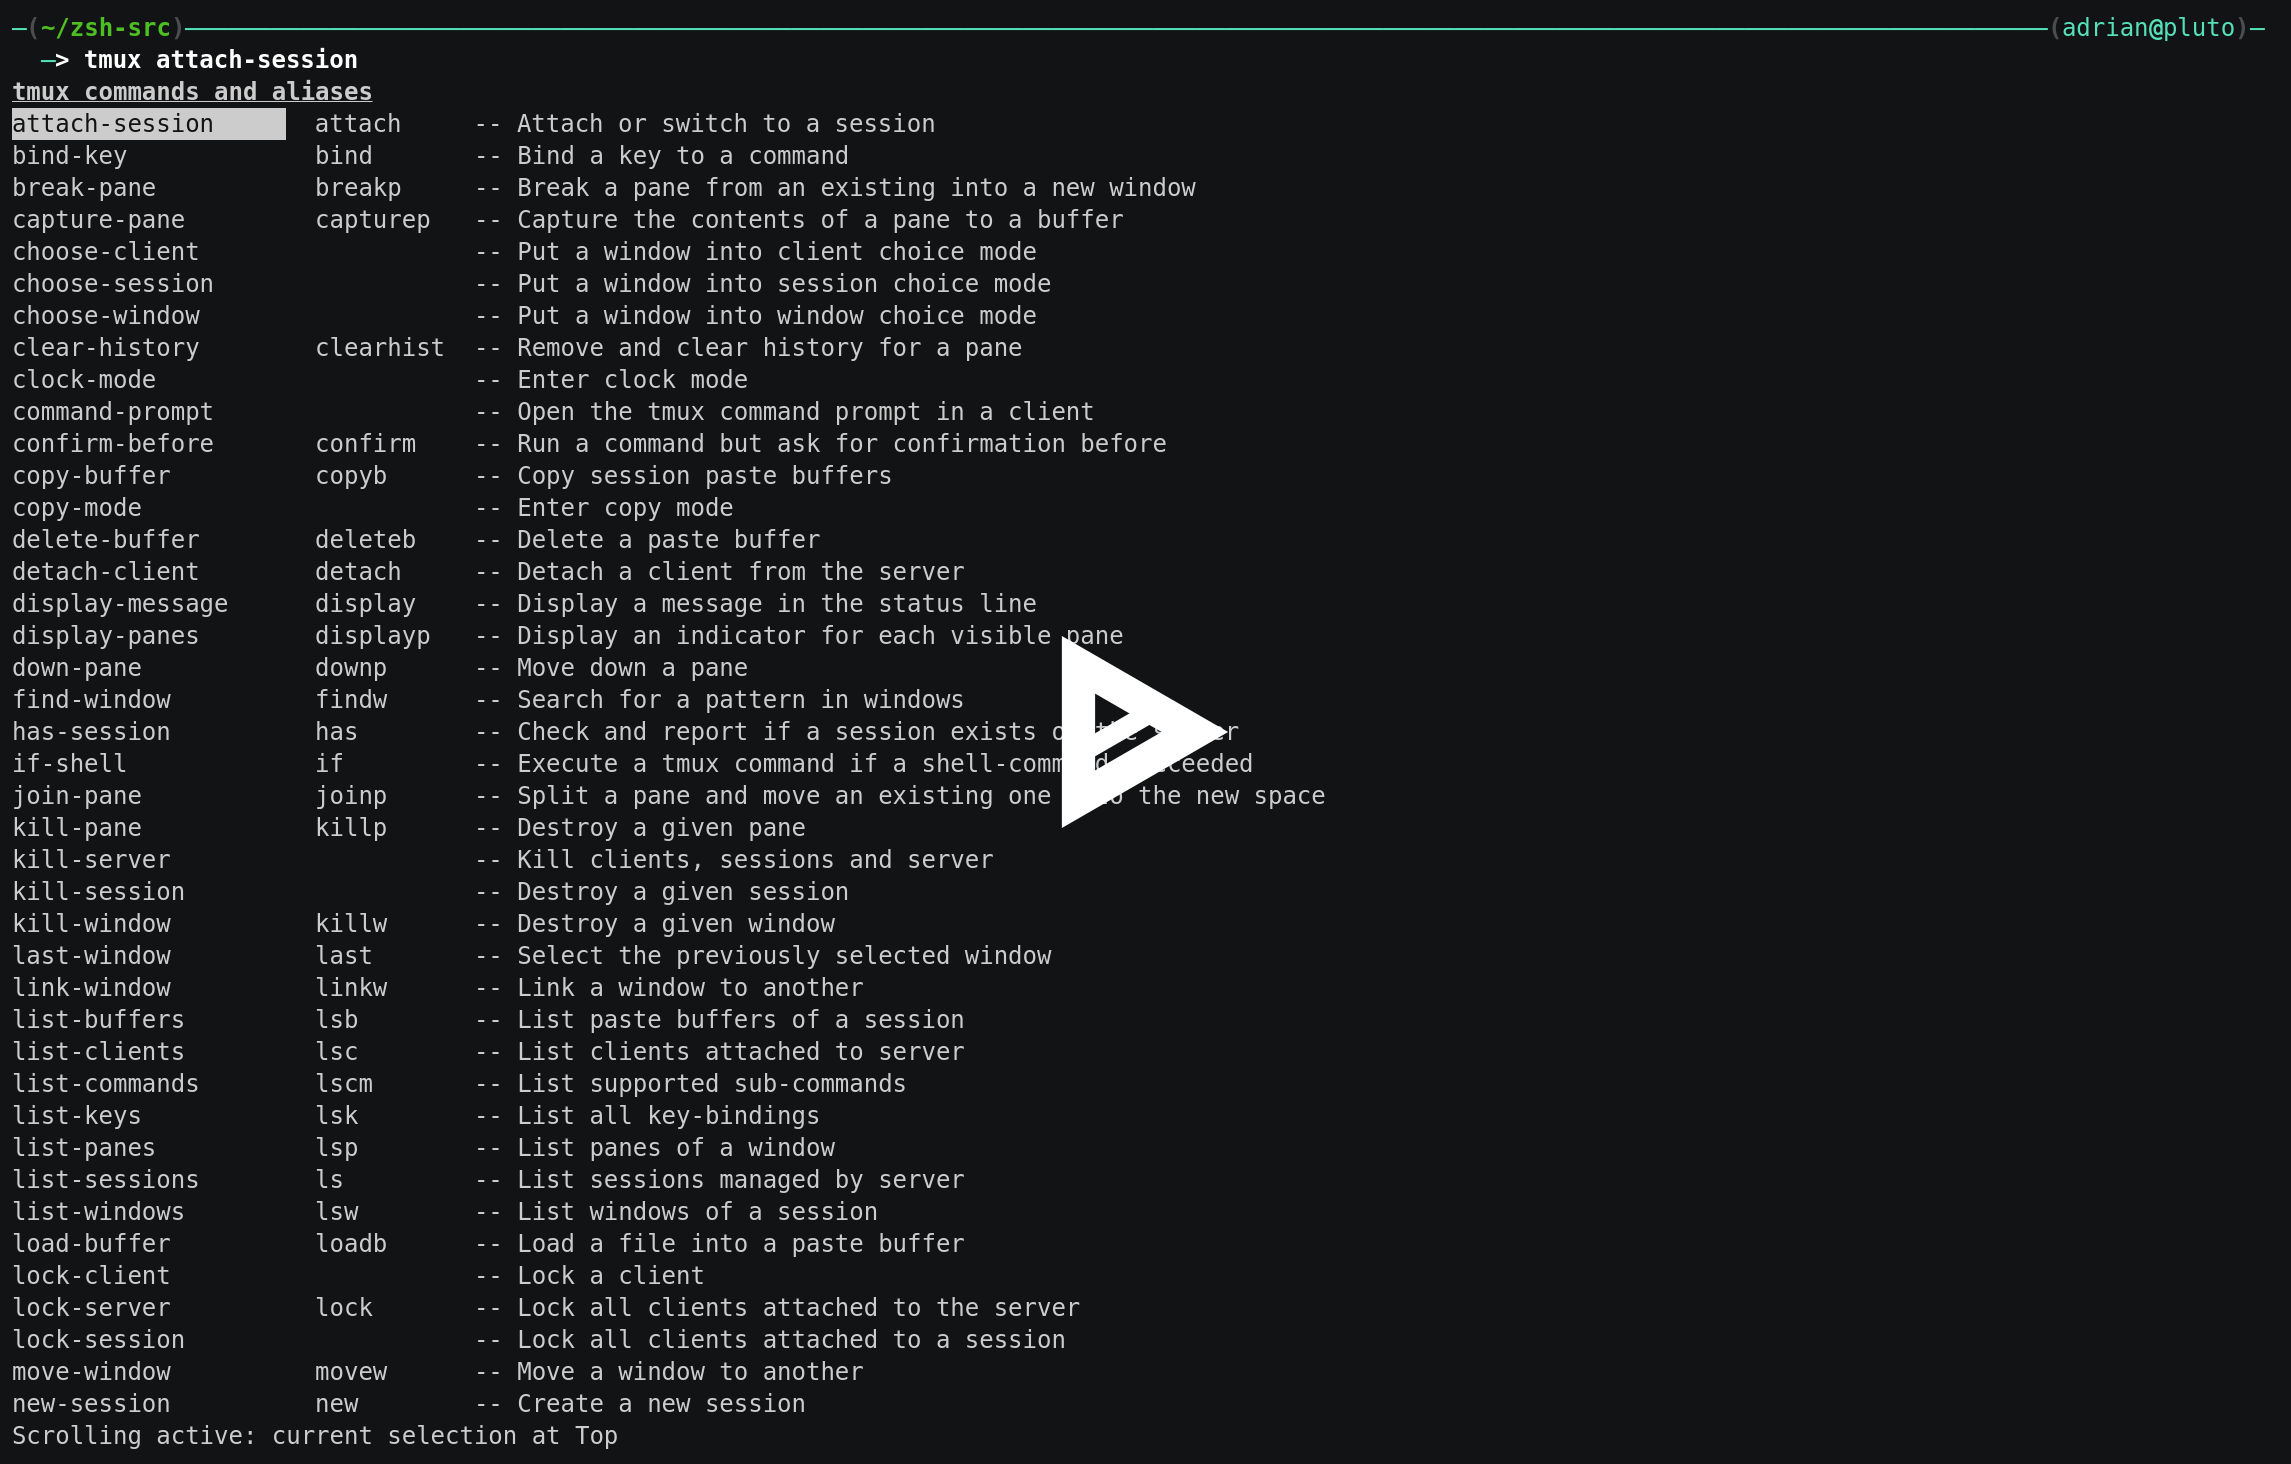 ─(~/zsh-src)──────────(adrian@pluto)─
─> tmux attach-session
tmux commands and aliases
attach-session attach -- Attach or switch to a session
bind-key bind -- Bind a key to a command
break-pane breakp -- Break a pane from an existing into a new window
capture-pane capturep -- Capture the contents of a pane to a buffer
choose-client -- Put a window into client choice mode
choose-session -- Put a window into session choice mode
choose-window -- Put a window into window choice mode
clear-history clearhist -- Remove and clear history for a pane
clock-mode -- Enter clock mode
command-prompt -- Open the tmux command prompt in a client
confirm-before confirm -- Run a command but ask for confirmation before
copy-buffer copyb -- Copy session paste buffers
copy-mode -- Enter copy mode
delete-buffer deleteb -- Delete a paste buffer
detach-client detach -- Detach a client from the server
display-message display -- Display a message in the status line
display-panes displayp -- Display an indicator for each visible pane
down-pane downp -- Move down a pane
find-window findw -- Search for a pattern in windows
has-session has -- Check and report if a session exists
if-shell if -- Execute a tmux command if a
join-pane joinp -- Split a pane and move an existing one the new space
kill-pane killp -- Destroy a given pane
kill-server -- Kill clients, sessions and server
kill-session -- Destroy a given session
kill-window killw -- Destroy a given window
last-window last -- Select the previously selected window
link-window linkw -- Link a window to another
list-buffers lsb -- List paste buffers of a session
list-clients lsc -- List clients attached to server
list-commands lscm -- List supported sub-commands
list-keys lsk -- List all key-bindings
list-panes lsp -- List panes of a window
list-sessions ls -- List sessions managed by server
list-windows lsw -- List windows of a session
load-buffer loadb -- Load a file into a paste buffer
lock-client -- Lock a client
lock-server lock -- Lock all clients attached to the server
lock-session -- Lock all clients attached to a session
move-window movew -- Move a window to another
new-session new -- Create a new session
Scrolling active: current selection at Top